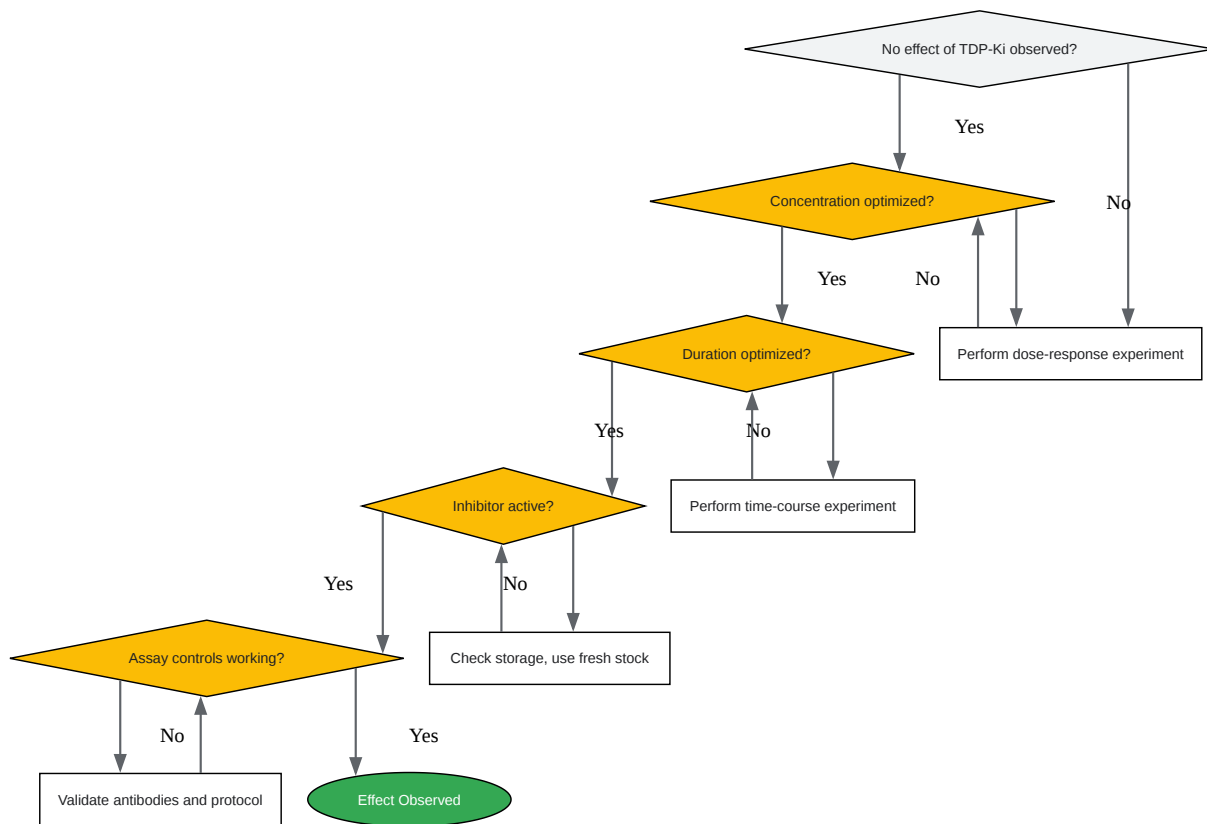 No effect of TDP-Ki observed?
Yes
Concentration optimized?
No
Yes
No
Duration optimized?
Perform dose-response experiment
Yes
No
Inhibitor active?
Perform time-course experiment
Yes
No
Assay controls working?
Check storage, use fresh stock
No
Yes
Validate antibodies and protocol
Effect Observed